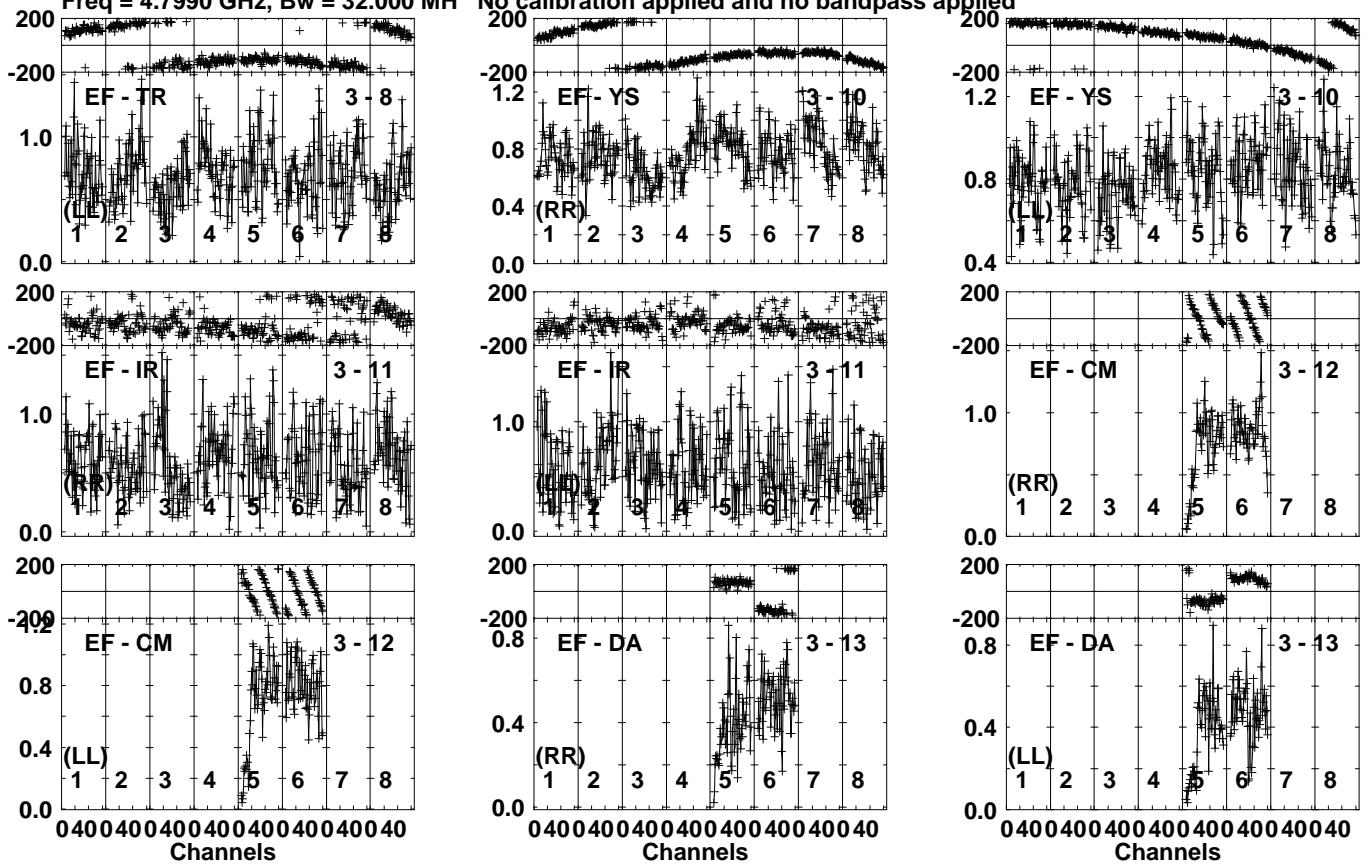 Freq = 4.7990 GHz, Bw = 32.000 MH No calibration applied and no bandpass applied
-200 -200 200 -200
EF - TR 3 - 8
1.0
(LL)
1 2 3 4 5 6 7 8
0.0
EF - YS 3 - 10
1.2
0.8
0.4
(RR)
1 2 3 4 5 6 7 8
0.0
EF - YS 3 - 10
1.2
0.8
(LL)
1 2 3 4 5 6 7 8
0.4
200
-200
EF - IR 3 - 11
1.0
(RR)
1 2 3 4 5 6 7 8
0.0
200
-200
EF - IR 3 - 11
1.0
(LL)
1 2 3 4 5 6 7 8
0.0
200
-200
EF - CM 3 - 12
1.0
(RR)
1 2 3 4 5 6 7 8
0.0
200
-200
1.2
EF - CM 3 - 12
0.8
0.4
(LL)
1 2 3 4 5 6 7 8
0.0
200
-200
EF - DA 3 - 13
0.8
0.4
(RR)
1 2 3 4 5 6 7 8
0.0
200
-200
EF - DA 3 - 13
0.8
0.4
(LL)
1 2 3 4 5 6 7 8
0.0
0 40 0 40 0 40 0 40 0 40 0 40 0 40 0 40
Channels
0 40 0 40 0 40 0 40 0 40 0 40 0 40 0 40
Channels
0 40 0 40 0 40 0 40 0 40 0 40 0 40 0 40
Channels